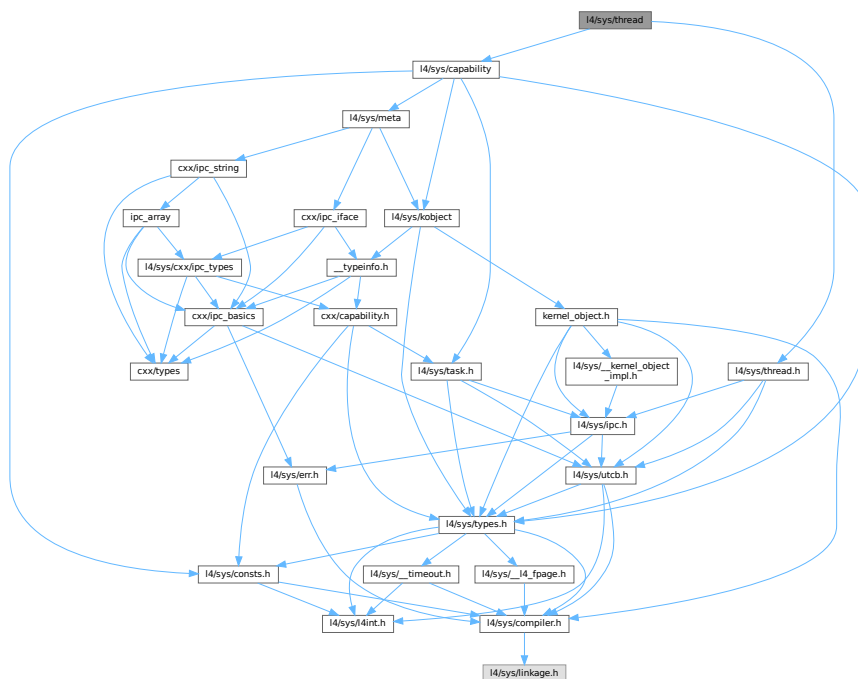 l4/sys/thread
l4/sys/capability
l4/sys/meta
cxx/ipc_string
ipc_array
cxx/ipc_iface
l4/sys/kobject
l4/sys/cxx/ipc_types
__typeinfo.h
cxx/ipc_basics
cxx/capability.h
kernel_object.h
cxx/types
l4/sys/task.h
l4/sys/__kernel_object
_impl.h
l4/sys/thread.h
l4/sys/ipc.h
l4/sys/err.h
l4/sys/utcb.h
l4/sys/types.h
l4/sys/consts.h
l4/sys/__timeout.h
l4/sys/__l4_fpage.h
l4/sys/l4int.h
l4/sys/compiler.h
l4/sys/linkage.h